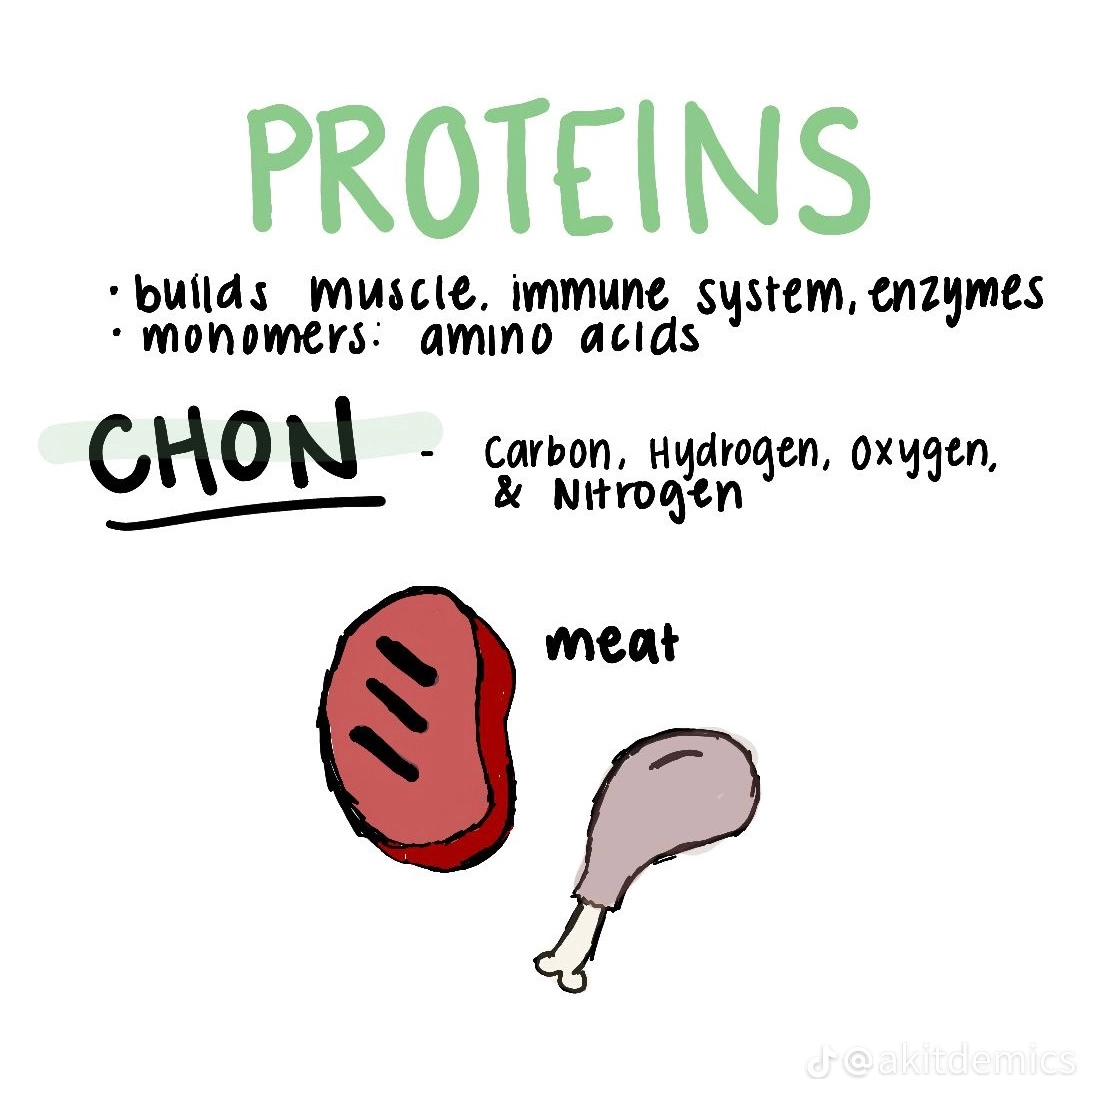 PROTEINS
· builds muscle. immune system, enzymes
· monomers: amino acids
CHON - Carbon, Hydrogen, Oxygen,
& Nitrogen
meat
@akitdemics